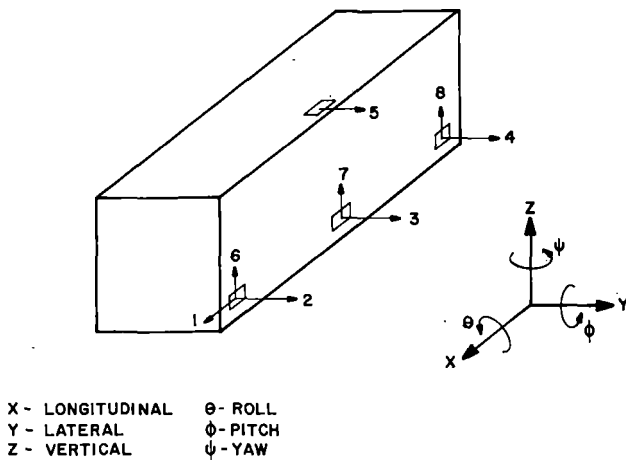 8
5
4
7
3
Z
ψ
6
2
Y
1
θ
ϕ
X
X - LONGITUDINAL θ - ROLL
Y - LATERAL ϕ - PITCH
Z - VERTICAL ψ - YAW